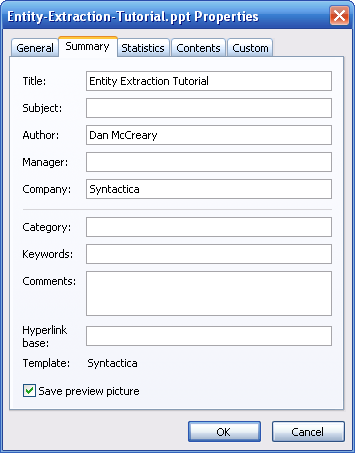 Entity-Extraction-Tutorial.ppt Properties
General Summary Statistics Contents Custom
Title: Entity Extraction Tutorial
Subject:
Author: Dan McCreary
Manager:
Company: Syntactica
Category:
Keywords:
Comments:
Hyperlink
base:
Template: Syntactica
Save preview picture
OK Cancel